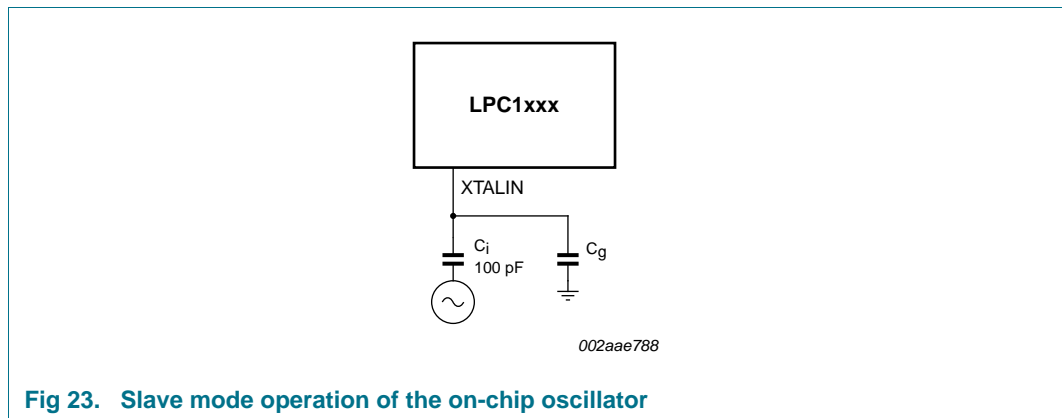 LPC1xxx
XTALIN
Ci
100 pF
Cg
002aae788
Fig 23. Slave mode operation of the on-chip oscillator